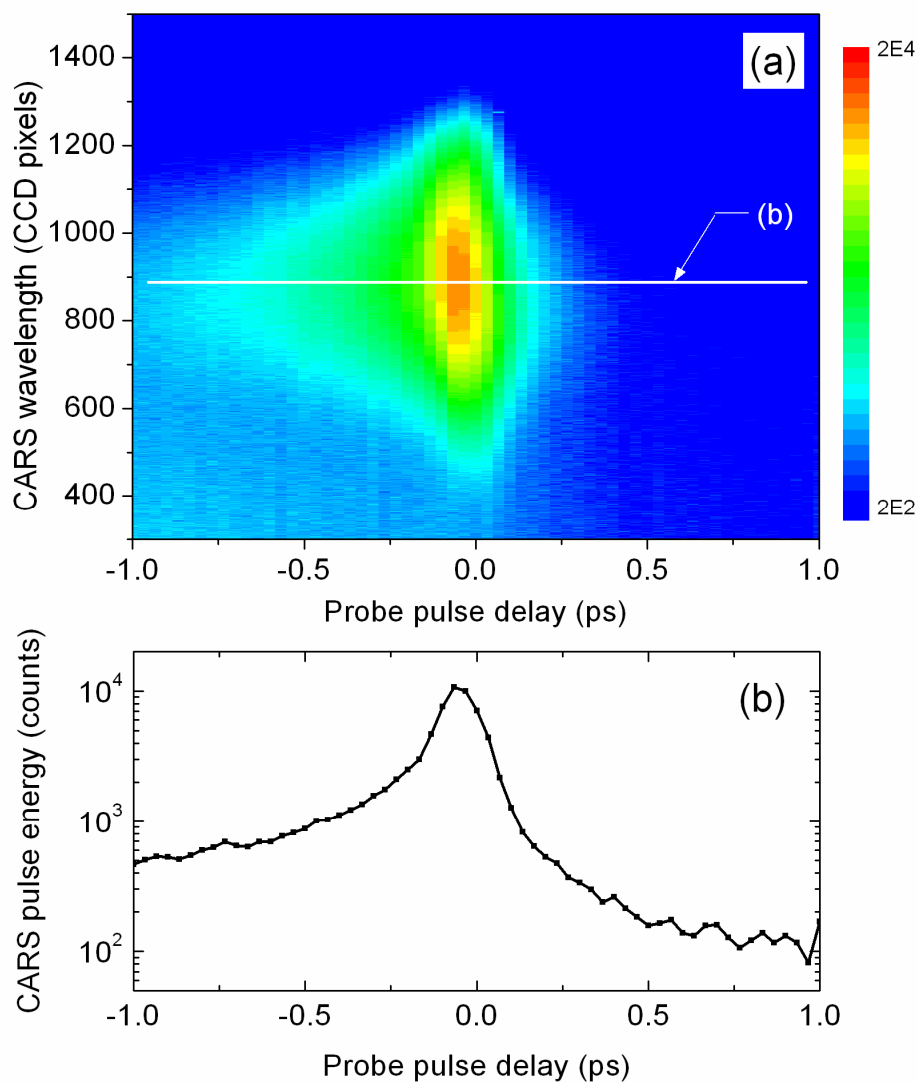 (a)
CARS wavelength (CCD pixels)
1400
1200
1000
800
600
400
(b)
2E4
2E2
-1.0 -0.5 0.0 0.5 1.0
Probe pulse delay (ps)
(b)
CARS pulse energy (counts)
10^4
10^3
10^2
-1.0 -0.5 0.0 0.5 1.0
Probe pulse delay (ps)